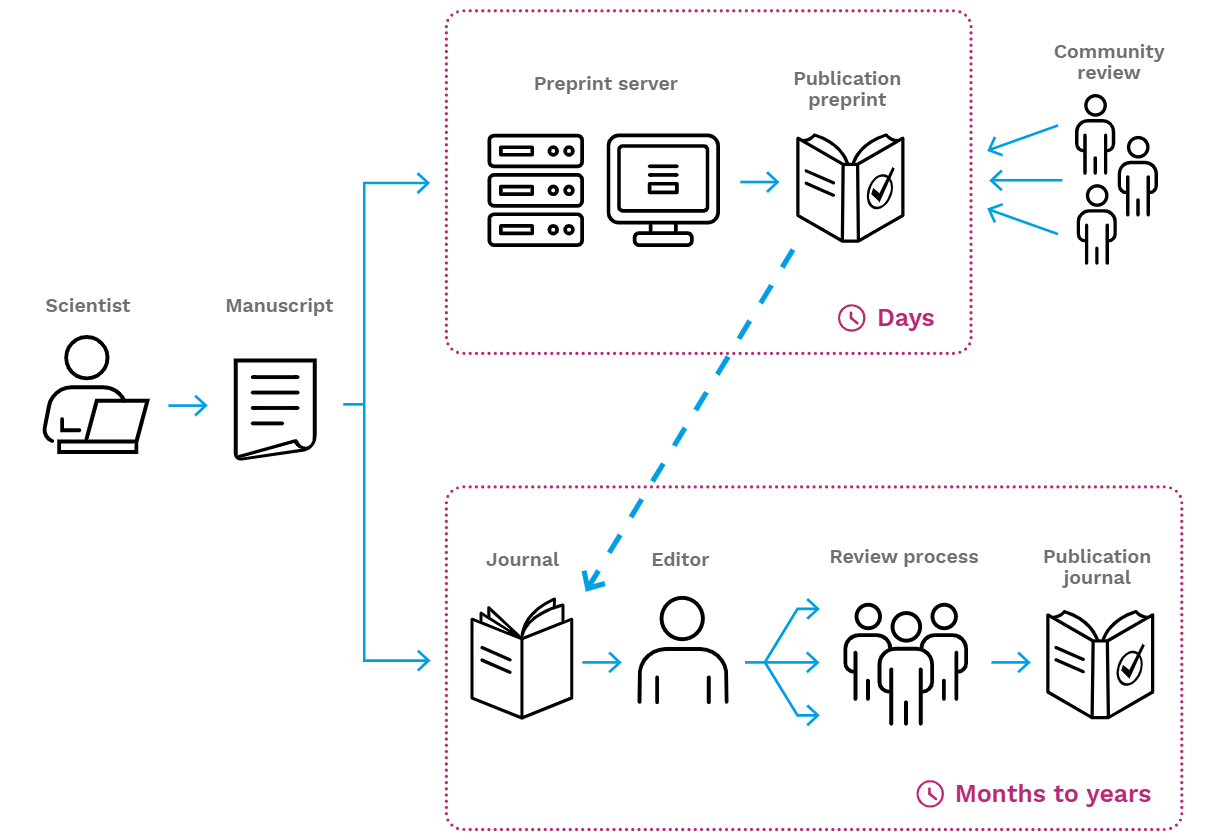 Community
review
Preprint server
Publication
preprint
Days
Scientist
Manuscript
Journal
Editor
Review process
Publication
journal
Months to years